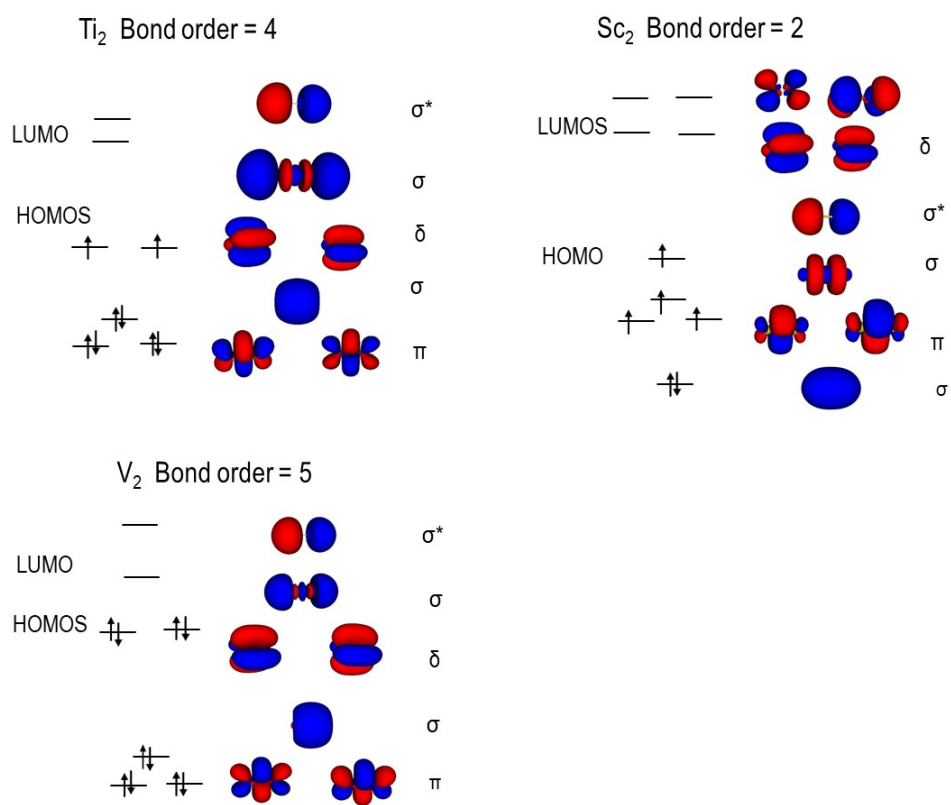 Ti₂ Bond order = 4
σ*
LUMO
σ
HOMOS
δ
σ
π
Sc₂ Bond order = 2
LUMOS
δ
σ*
HOMO
σ
π
σ
V₂ Bond order = 5
σ*
LUMO
σ
HOMOS
δ
σ
π